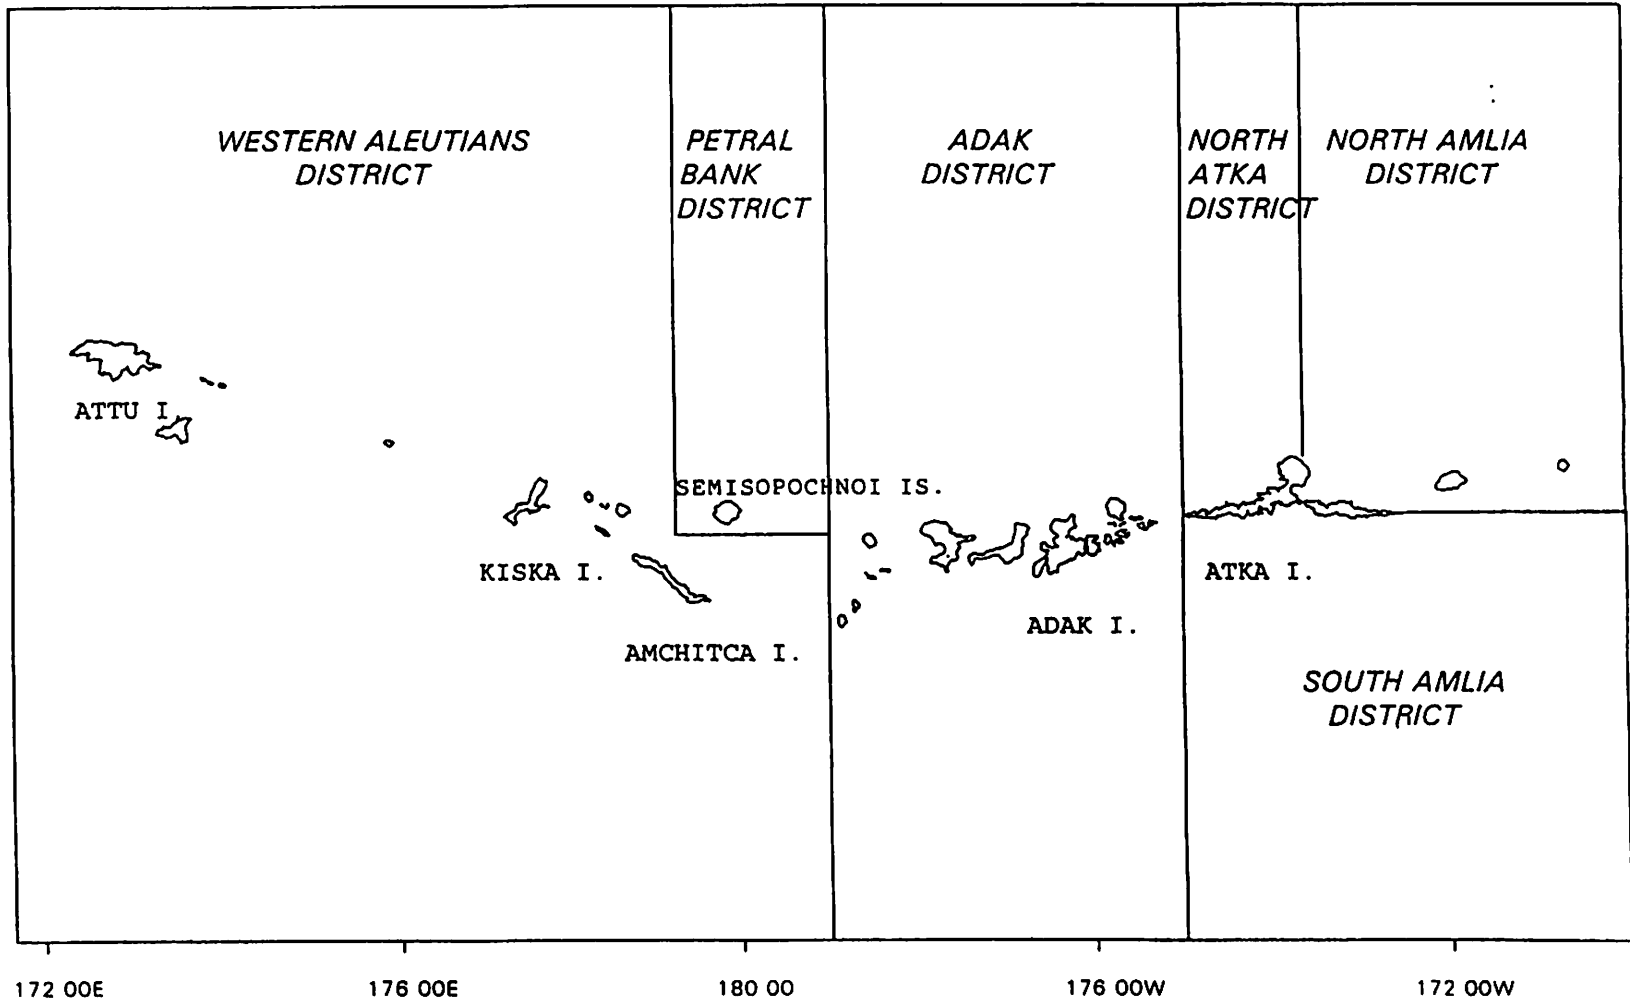 WESTERN ALEUTIANS
DISTRICT
PETRAL
BANK
DISTRICT
ADAK
DISTRICT
NORTH
ATKA
DISTRICT
NORTH AMLIA
DISTRICT
ATTU I.
SEMISOPOCHNOI IS.
KISKA I.
ATKA I.
ADAK I.
AMCHITCA I.
SOUTH AMLIA
DISTRICT
172 00E
176 00E
180 00
176 00W
172 00W